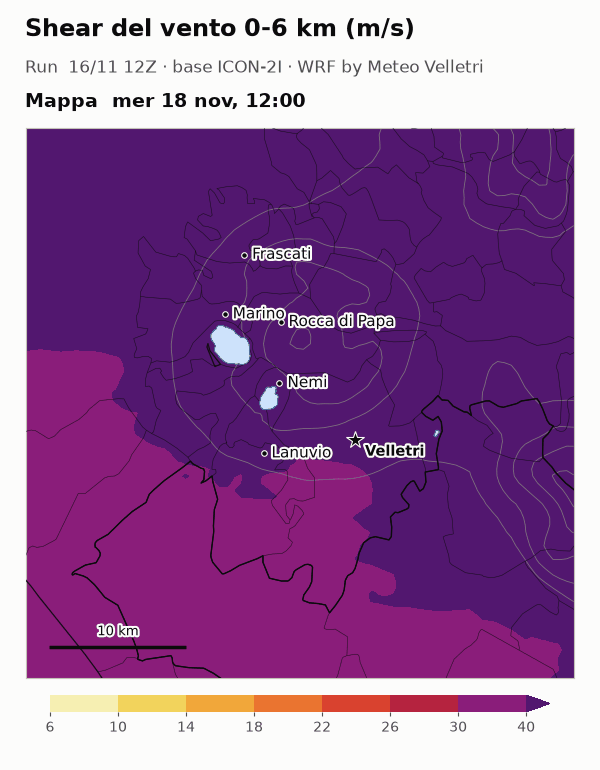 Shear del vento 0-6 km (m/s)
Run  16/11 12Z · base ICON-2I · WRF by Meteo Velletri
Mappa  mer 18 nov, 12:00
Frascati
Marino
Rocca di Papa
Nemi
Velletri
Lanuvio
10 km
6 10 14 18 22 26 30 40